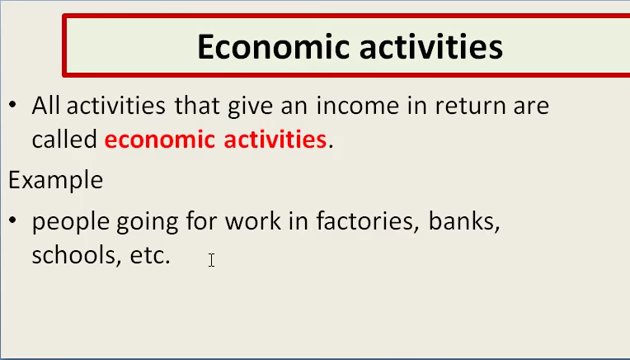 Economic activities
• All activities that give an income in return are
called economic activities.
Example
• people going for work in factories, banks,
schools, etc.